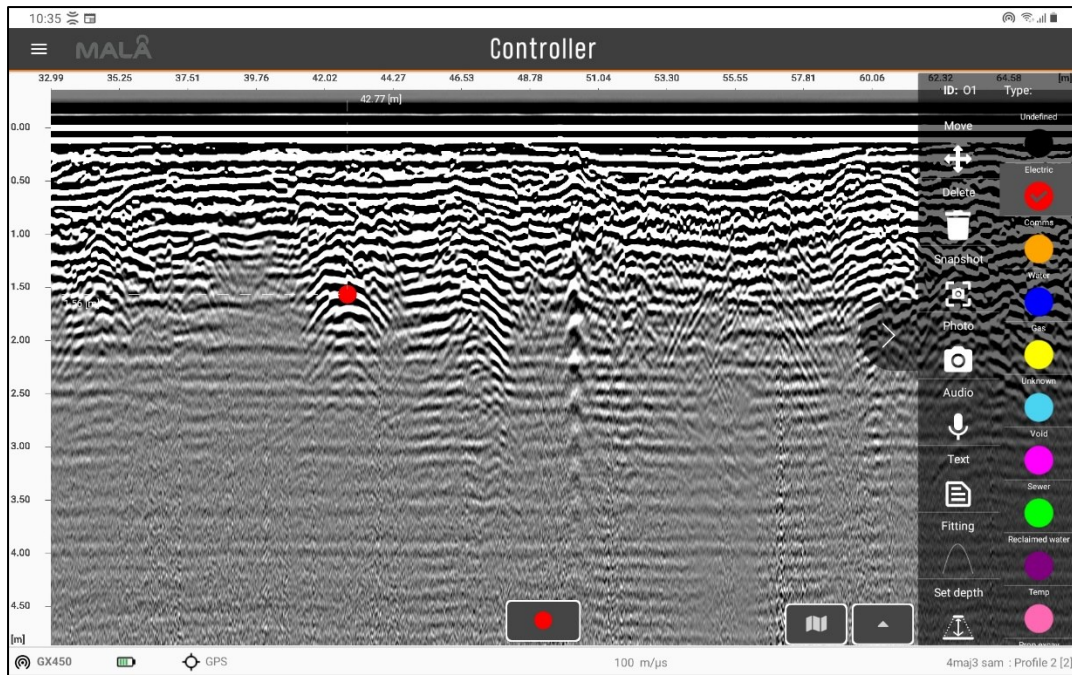 10:35
MALÅ
Controller
32.99 35.25 37.51 39.76 42.02 44.27 46.53 48.78 51.04 53.30 55.55 57.81 60.06 62.32 64.58 [m]
42.77 [m]
ID: 01 Type:
0.00
0.50
1.00
1.50
2.00
2.50
3.00
3.50
4.00
4.50
[m]
Move
Delete
Snapshot
Photo
Audio
Text
Fitting
Set depth
Undefined
Electric
Comms
Water
Gas
Unknown
Void
Sewer
Reclaimed water
Temp
GX450
GPS
100 m/µs
4maj3 sam : Profile 2 [2]